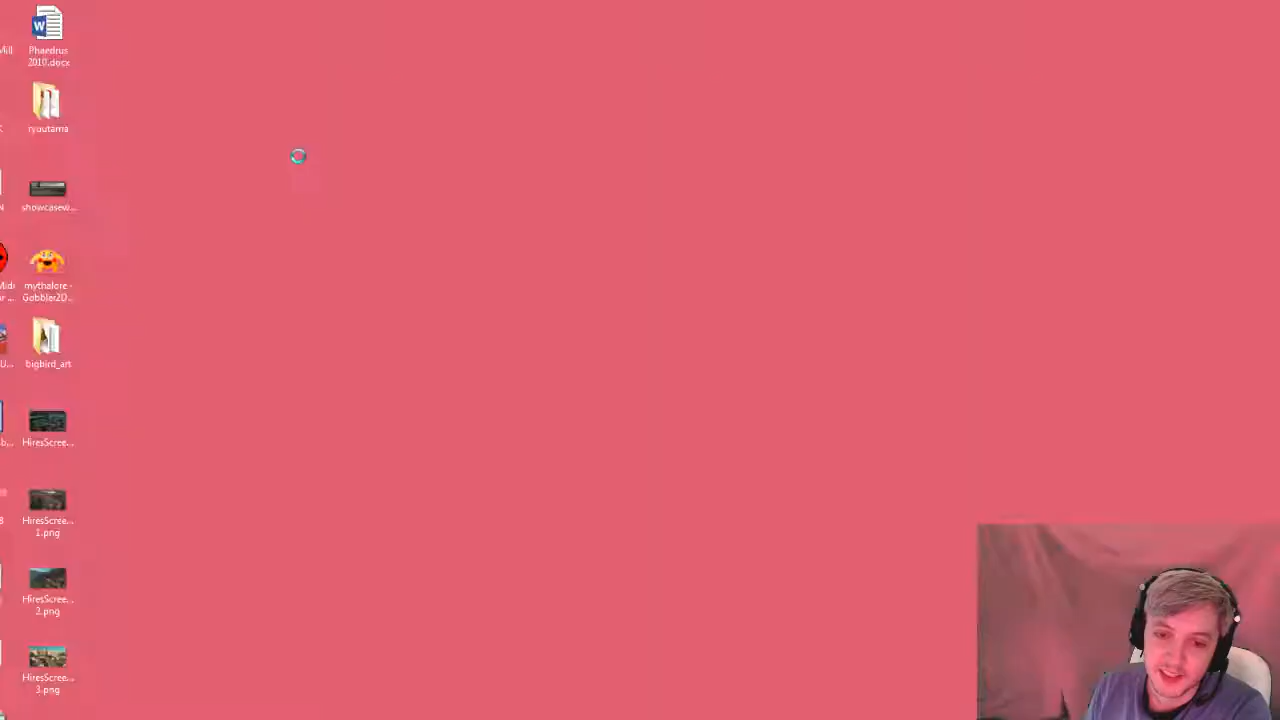 Phaedrus
2010.docx
ryuutama
showcasew...
mythalore -
Gobbler2D...
bigbird_art
HiresScree...
HiresScree...
1.png
HiresScree...
2.png
HiresScree...
3.png